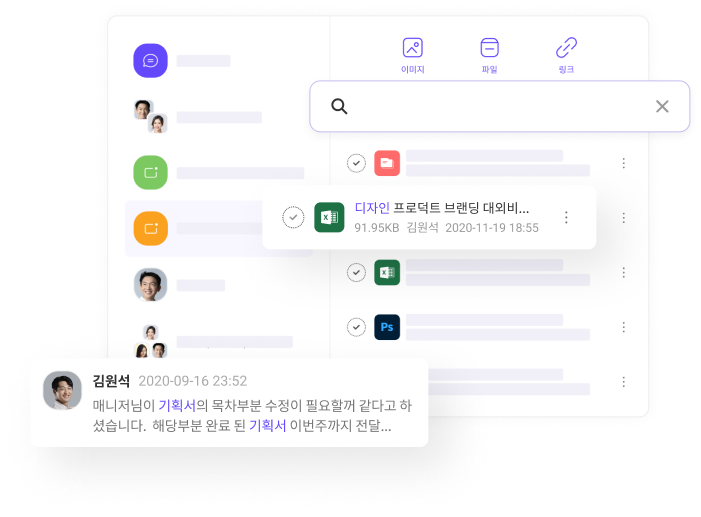 이미지
파일
링크
디자인 프로덕트 브랜딩 대외비...
91.95KB 김원석 2020-11-19 18:55
Ps
김원석 2020-09-16 23:52
매니저님이 기획서의 목차부분 수정이 필요할꺼 같다고 하
셨습니다. 해당부분 완료 된 기획서 이번주까지 전달...